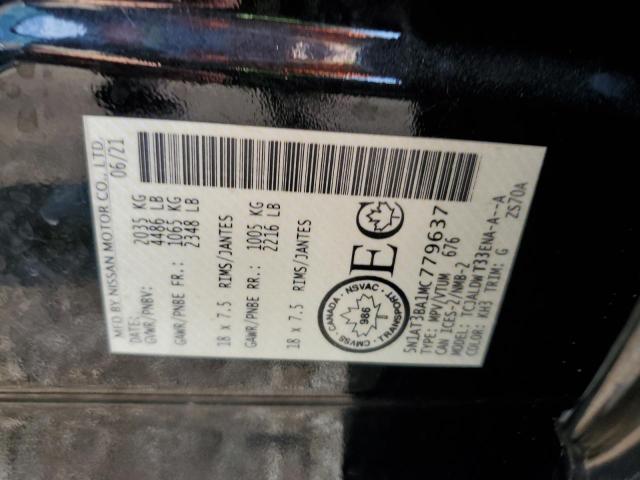 MFD BY NISSAN MOTOR CO., LTD.
DATE: 06/21
GVWR/PNBV: 2035 KG
4486 LB
GAWR/PNBE FR.: 1065 KG
2348 LB
18 x 7.5 RIMS/JANTES
GAWR/PNBE RR.: 1005 KG
2216 LB
18 x 7.5 RIMS/JANTES
CANADA - NSVAC - TRANSPORT - CMVSS
986
EC
5N1AT3BA1MC779637
TYPE: MPV/VTUM 676
CAN ICES-2/NMB-2
MODEL: TCJALDWT33ENA-A--A
COLOR: KH3 TRIM: G 2S70A